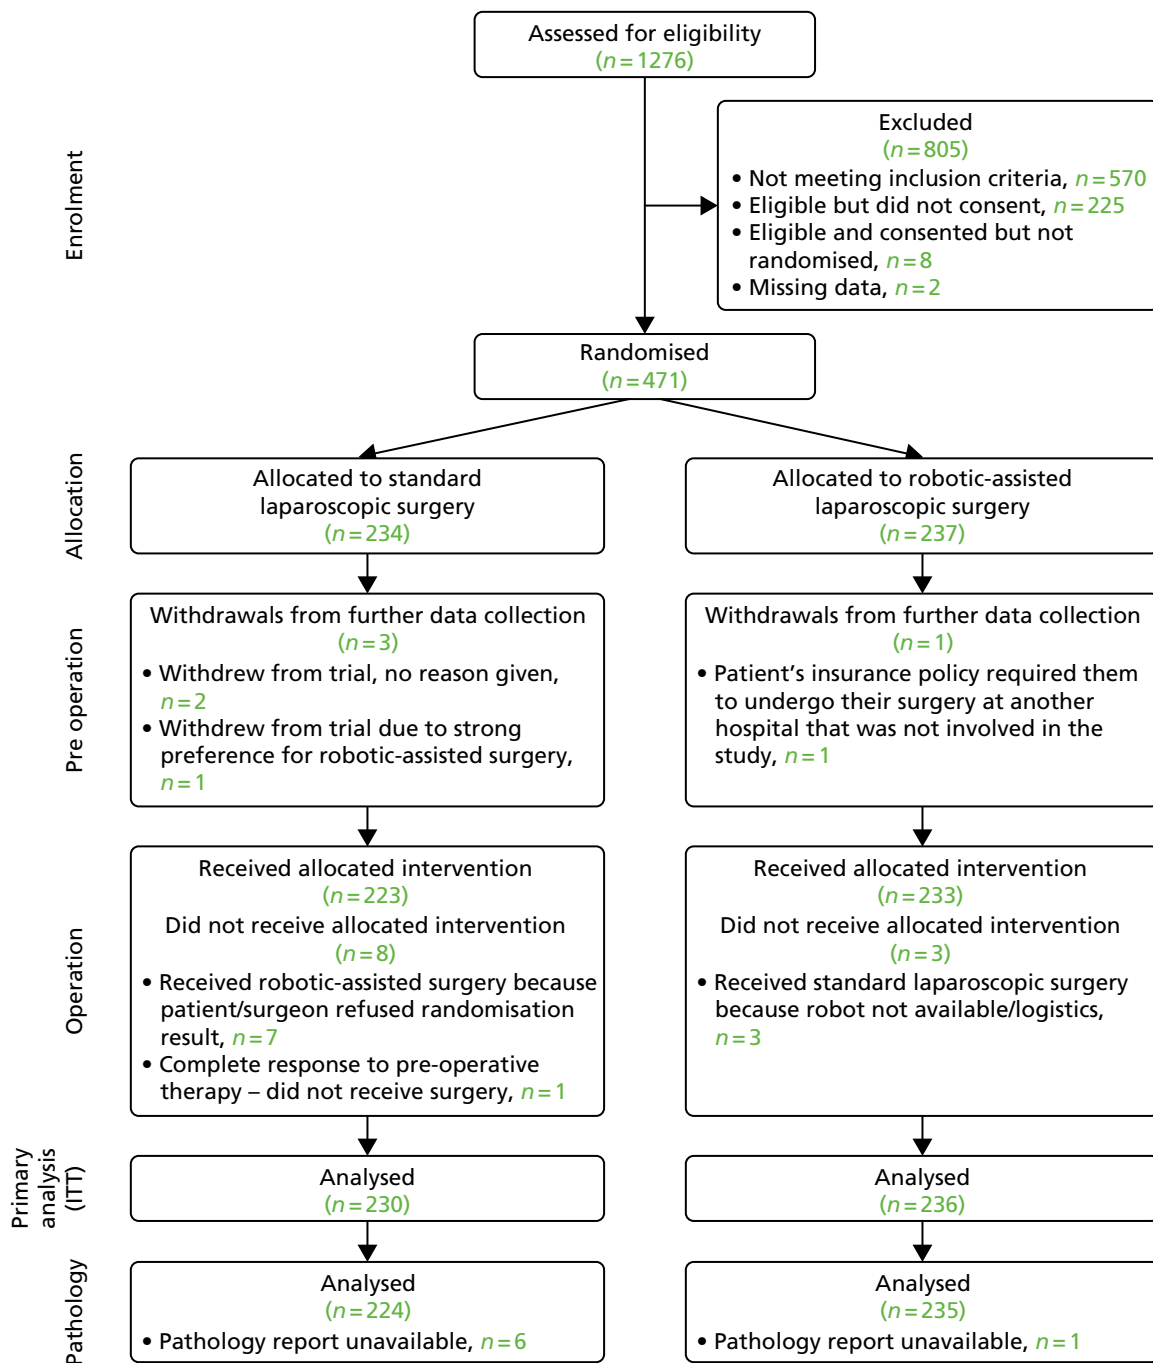 Assessed for eligibility
(n=1276)
Enrolment
Excluded
(n=805)
• Not meeting inclusion criteria, n=570
• Eligible but did not consent, n=225
• Eligible and consented but not
randomised, n=8
• Missing data, n=2
Randomised
(n=471)
Allocation
Allocated to standard
laparoscopic surgery
(n=234)
Allocated to robotic-assisted
laparoscopic surgery
(n=237)
Pre operation
Withdrawals from further data collection
(n=3)
• Withdrew from trial, no reason given,
n=2
• Withdrew from trial due to strong
preference for robotic-assisted surgery,
n=1
Withdrawals from further data collection
(n=1)
• Patient’s insurance policy required them
to undergo their surgery at another
hospital that was not involved in the
study, n=1
Operation
Received allocated intervention
(n=223)
Did not receive allocated intervention
(n=8)
• Received robotic-assisted surgery because
patient/surgeon refused randomisation
result, n=7
• Complete response to pre-operative
therapy – did not receive surgery, n=1
Received allocated intervention
(n=233)
Did not receive allocated intervention
(n=3)
• Received standard laparoscopic surgery
because robot not available/logistics,
n=3
Primary
analysis
(ITT)
Analysed
(n=230)
Analysed
(n=236)
Pathology
Analysed
(n=224)
• Pathology report unavailable, n=6
Analysed
(n=235)
• Pathology report unavailable, n=1